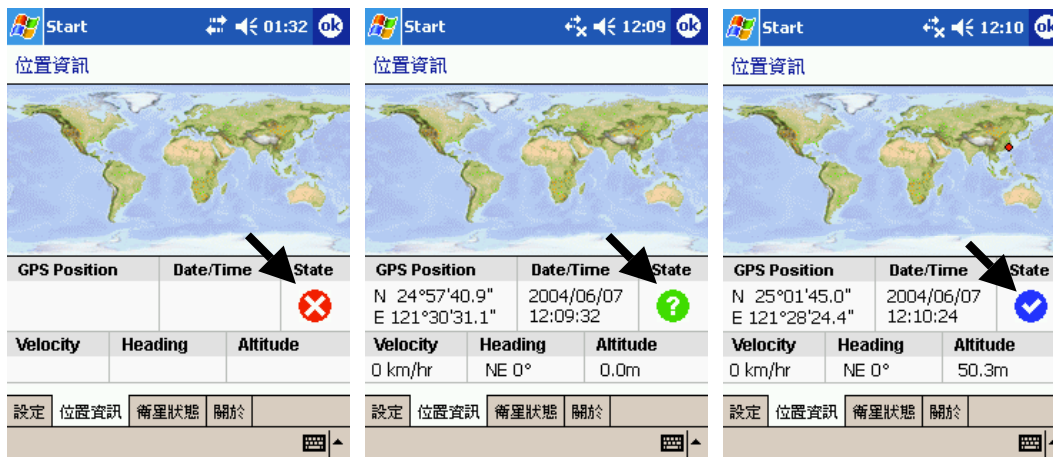 Start 01:32 ok
位置資訊
GPS Position Date/Time State
Velocity Heading Altitude
設定 位置資訊 衛星狀態 關於
Start 12:09 ok
位置資訊
GPS Position Date/Time State
N 24°57'40.9" 2004/06/07
E 121°30'31.1" 12:09:32
Velocity Heading Altitude
0 km/hr NE 0° 0.0m
設定 位置資訊 衛星狀態 關於
Start 12:10 ok
位置資訊
GPS Position Date/Time State
N 25°01'45.0" 2004/06/07
E 121°28'24.4" 12:10:24
Velocity Heading Altitude
0 km/hr NE 0° 50.3m
設定 位置資訊 衛星狀態 關於